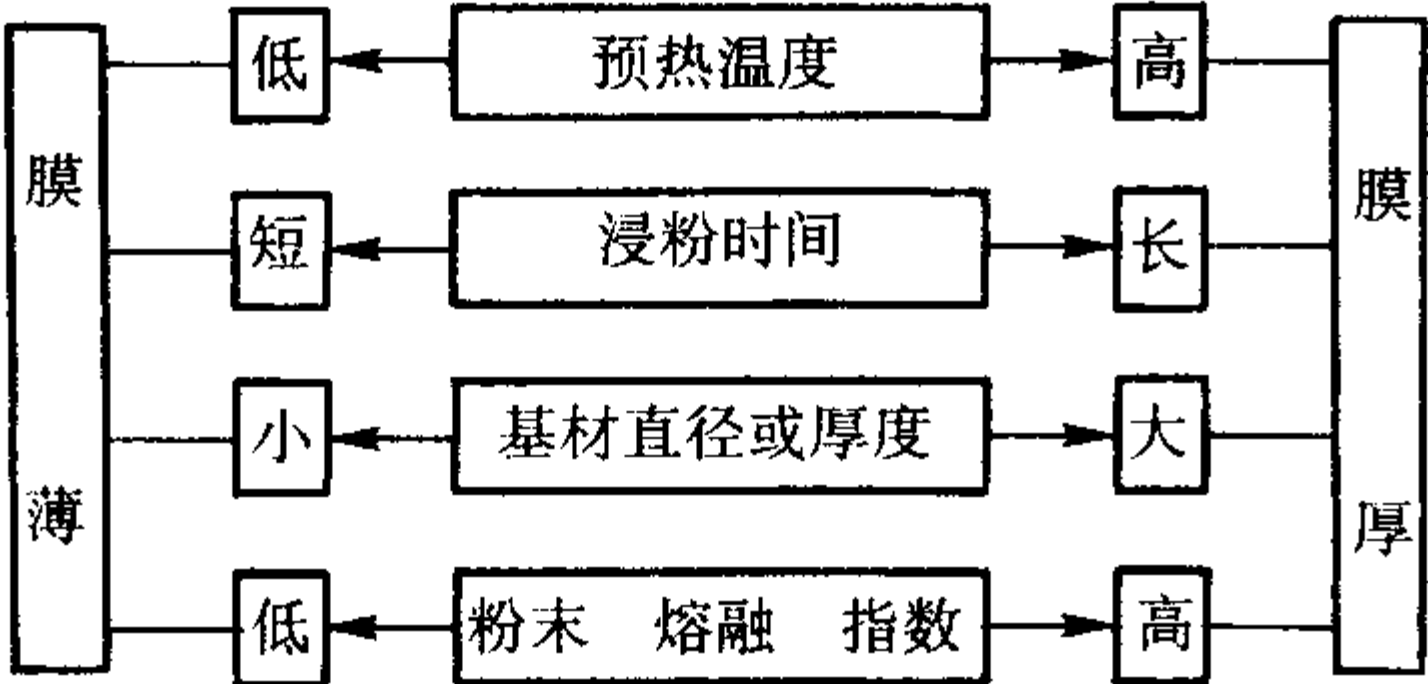 低 预热温度 高
短 浸粉时间 长
小 基材直径或厚度 大
低 粉末 熔融 指数 高
膜薄
膜厚